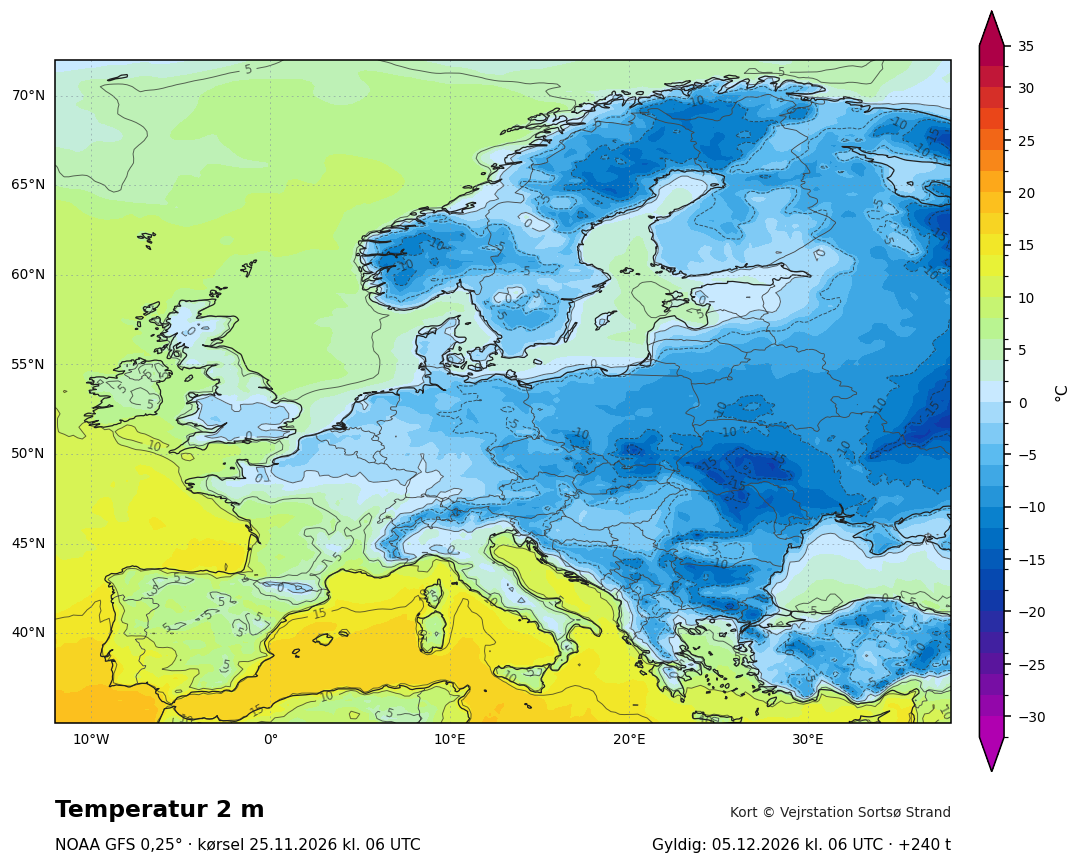 70°N
65°N
60°N
55°N
50°N
45°N
40°N
10°W
0°
10°E
20°E
30°E
35
30
25
20
15
10
5
0
−5
−10
−15
−20
−25
−30
°C
Temperatur 2 m
Kort © Vejrstation Sortsø Strand
NOAA GFS 0,25° · kørsel 25.11.2026 kl. 06 UTC
Gyldig: 05.12.2026 kl. 06 UTC · +240 t